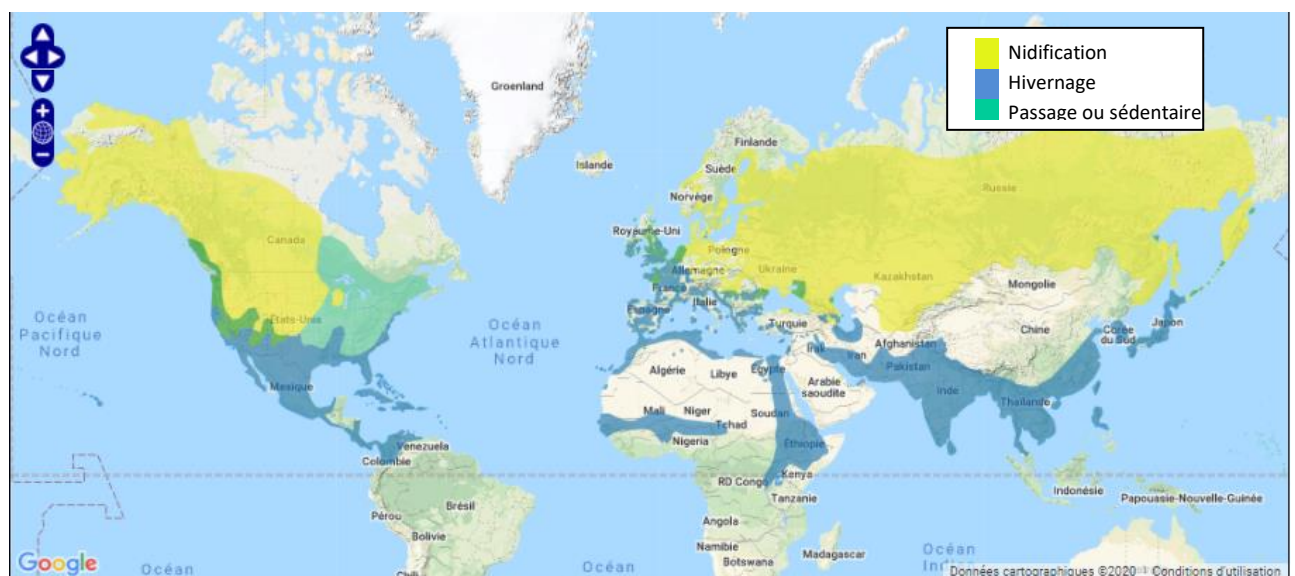 Nidification
Hivernage
Passage ou sédentaire
+
−
Groenland
Islande
Finlande
Suède
Norvège
Russie
Royaume-Uni
Canada
Pologne
Allemagne
Ukraine
Kazakhstan
Mongolie
France
Italie
Espagne
Turquie
États-Unis
Océan
Pacifique
Nord
Océan
Atlantique
Nord
Chine
Corée
du Sud
Japon
Afghanistan
Irak
Iran
Pakistan
Algérie
Libye
Égypte
Arabie
saoudite
Inde
Mexique
Mali
Niger
Tchad
Soudan
Thaïlande
Nigeria
Éthiopie
Venezuela
Colombie
RD Congo
Kenya
Tanzanie
Indonésie
Papouasie-Nouvelle-Guinée
Brésil
Pérou
Bolivie
Angola
Namibie
Botswana
Madagascar
Océan
Océan
Océan
Google
Données cartographiques ©2020
Conditions d'utilisation